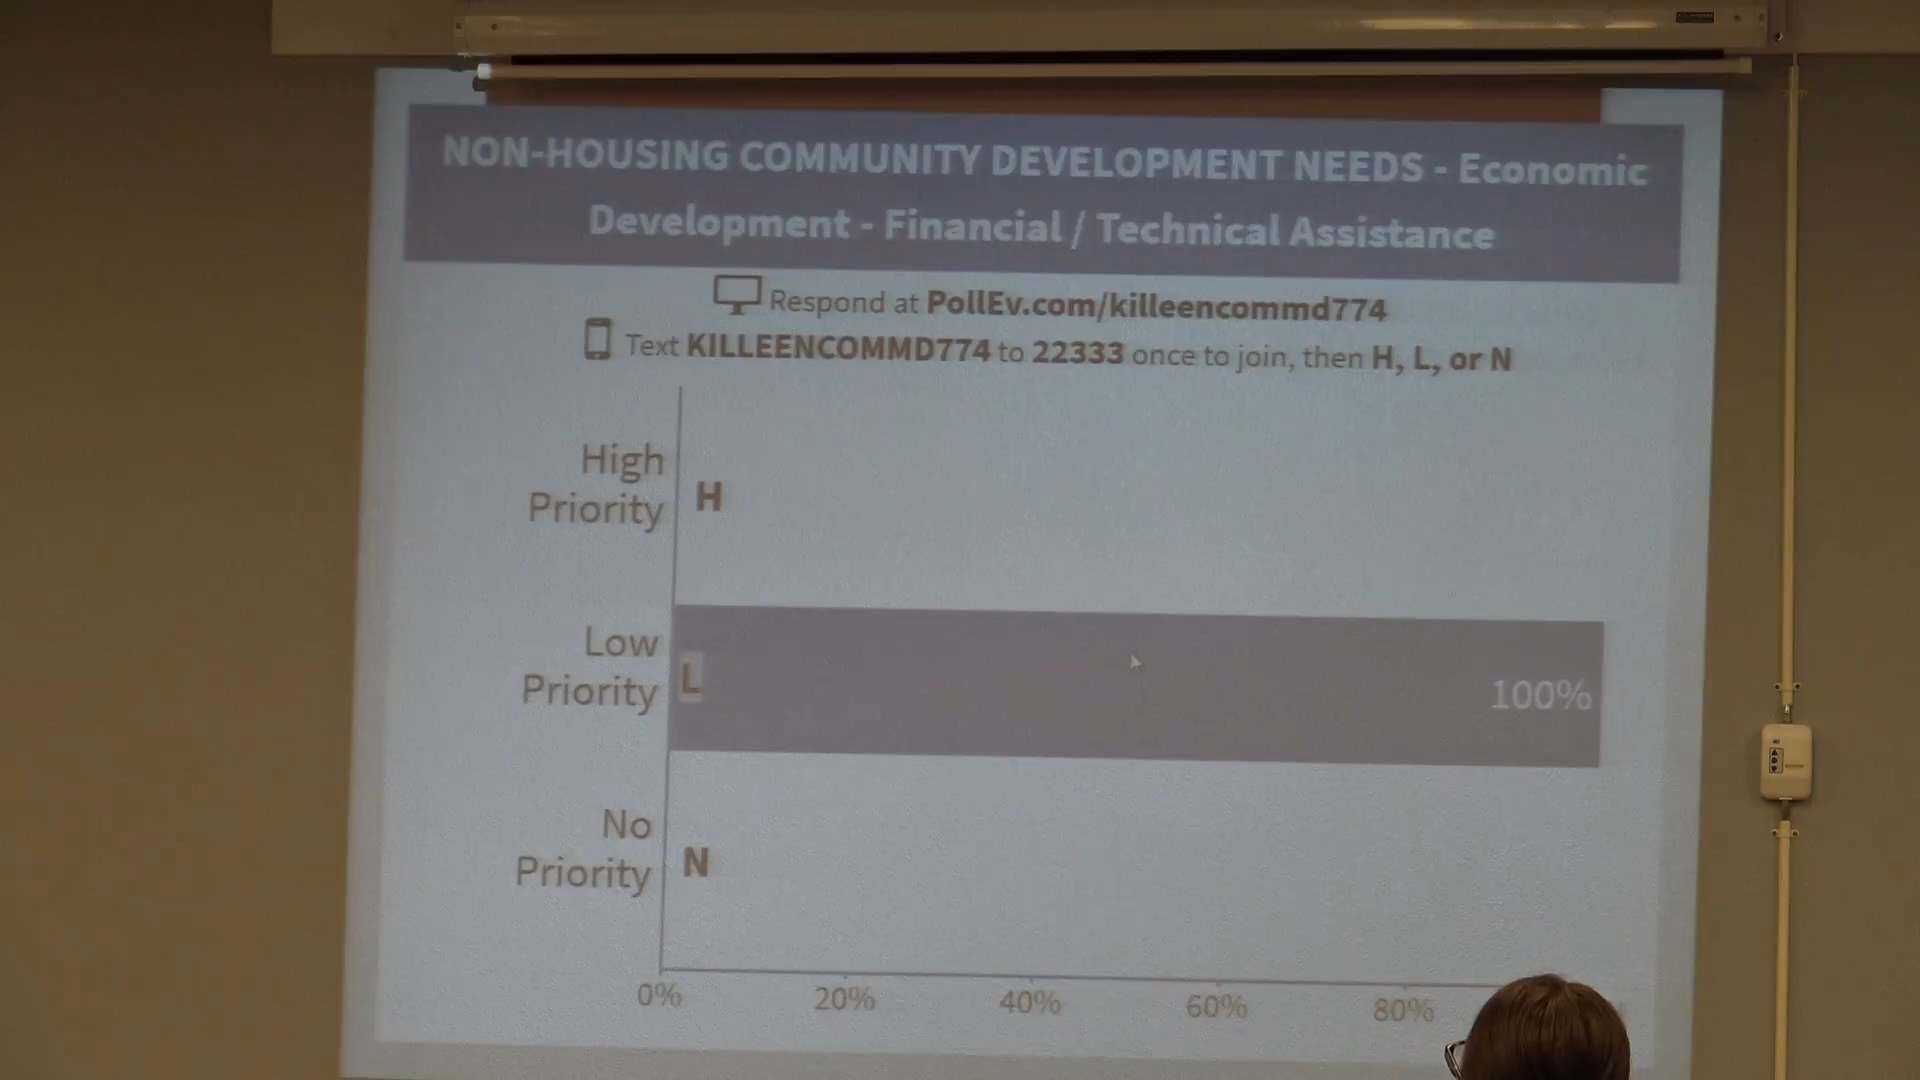 NON-HOUSING COMMUNITY DEVELOPMENT NEEDS - Economic
Development - Financial / Technical Assistance
Respond at PollEv.com/killeencommd774
Text KILLEENCOMMD774 to 22333 once to join, then H, L, or N
High
Priority
H
Low
Priority
L
100%
No
Priority
N
0%
20%
40%
60%
80%